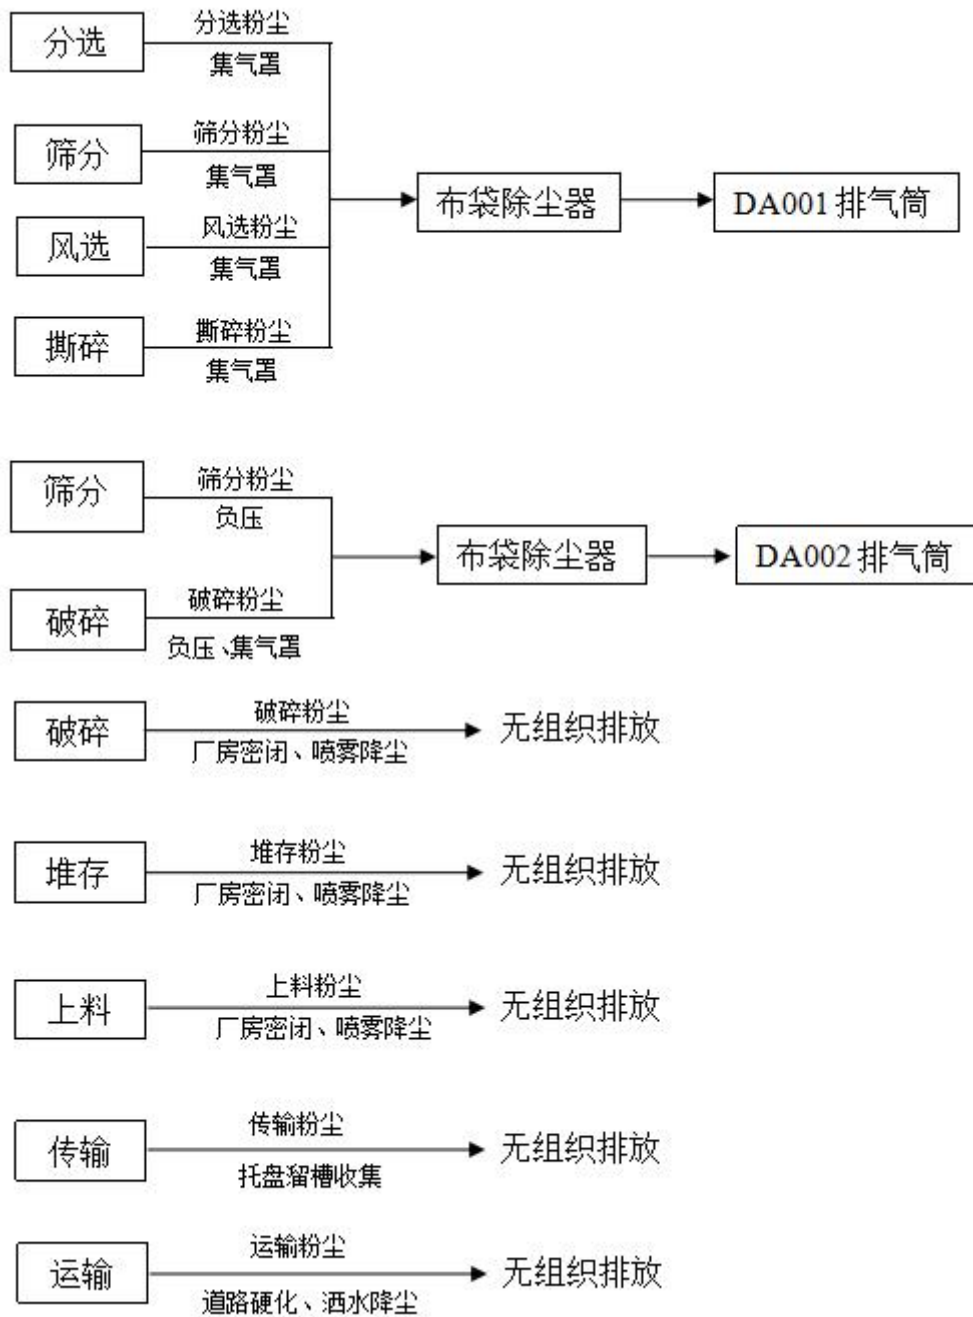 分选
分选粉尘
集气罩
筛分
筛分粉尘
集气罩
布袋除尘器
DA001 排气筒
风选
风选粉尘
集气罩
撕碎
撕碎粉尘
集气罩
筛分
筛分粉尘
负压
布袋除尘器
DA002 排气筒
破碎
破碎粉尘
负压、集气罩
破碎
破碎粉尘
厂房密闭、喷雾降尘
无组织排放
堆存
堆存粉尘
厂房密闭、喷雾降尘
无组织排放
上料
上料粉尘
厂房密闭、喷雾降尘
无组织排放
传输
传输粉尘
托盘溜槽收集
无组织排放
运输
运输粉尘
道路硬化、洒水降尘
无组织排放